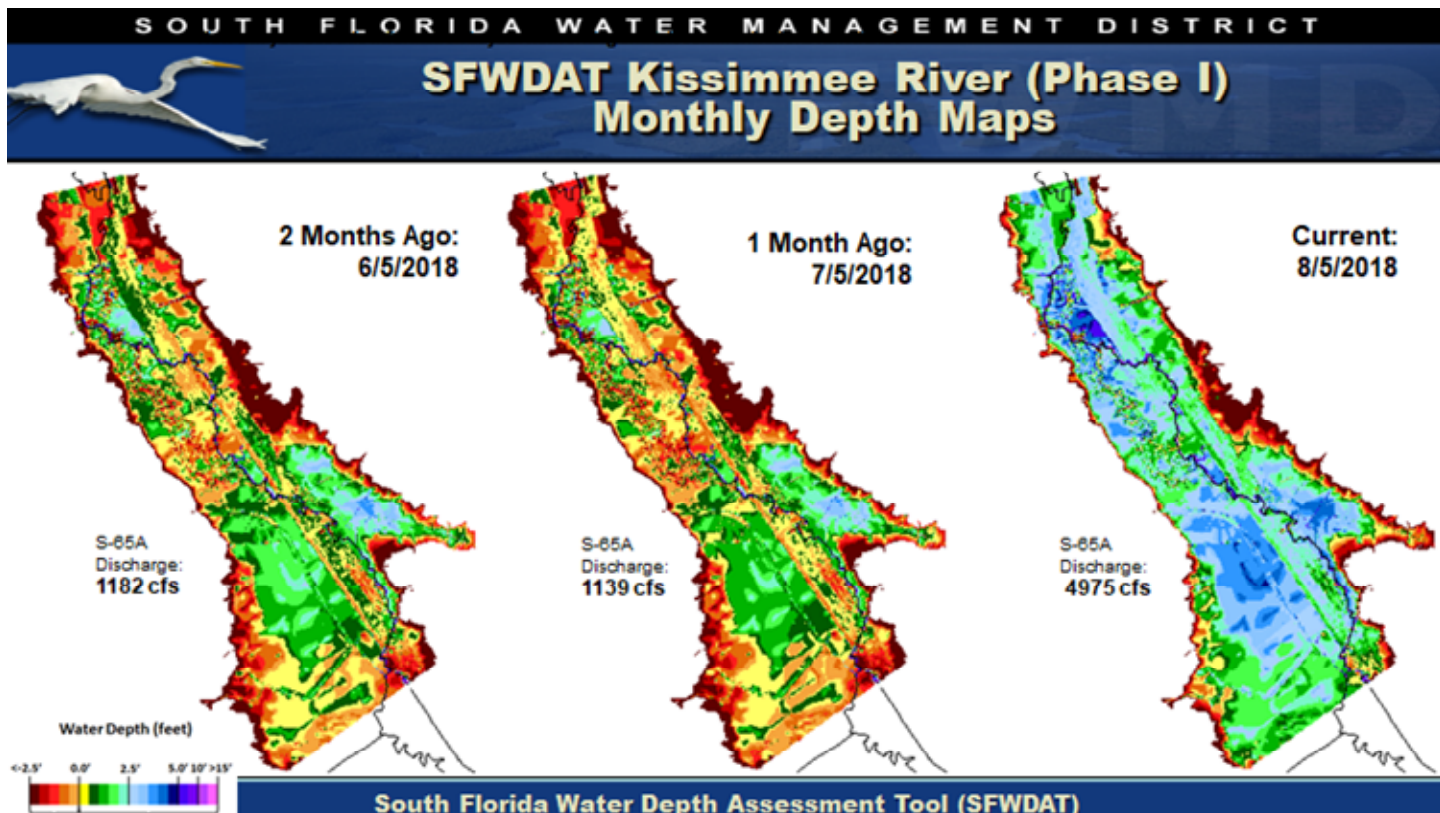 SOUTH FLORIDA WATER MANAGEMENT DISTRICT
SFWDAT Kissimmee River (Phase I)
Monthly Depth Maps
2 Months Ago:
6/5/2018
1 Month Ago:
7/5/2018
Current:
8/5/2018
S-65A
Discharge:
1182 cfs
S-65A
Discharge:
1139 cfs
S-65A
Discharge:
4975 cfs
Water Depth (feet)
<-2.5' 0.0' 2.5' 5.0' 10' >15'
South Florida Water Depth Assessment Tool (SFWDAT)